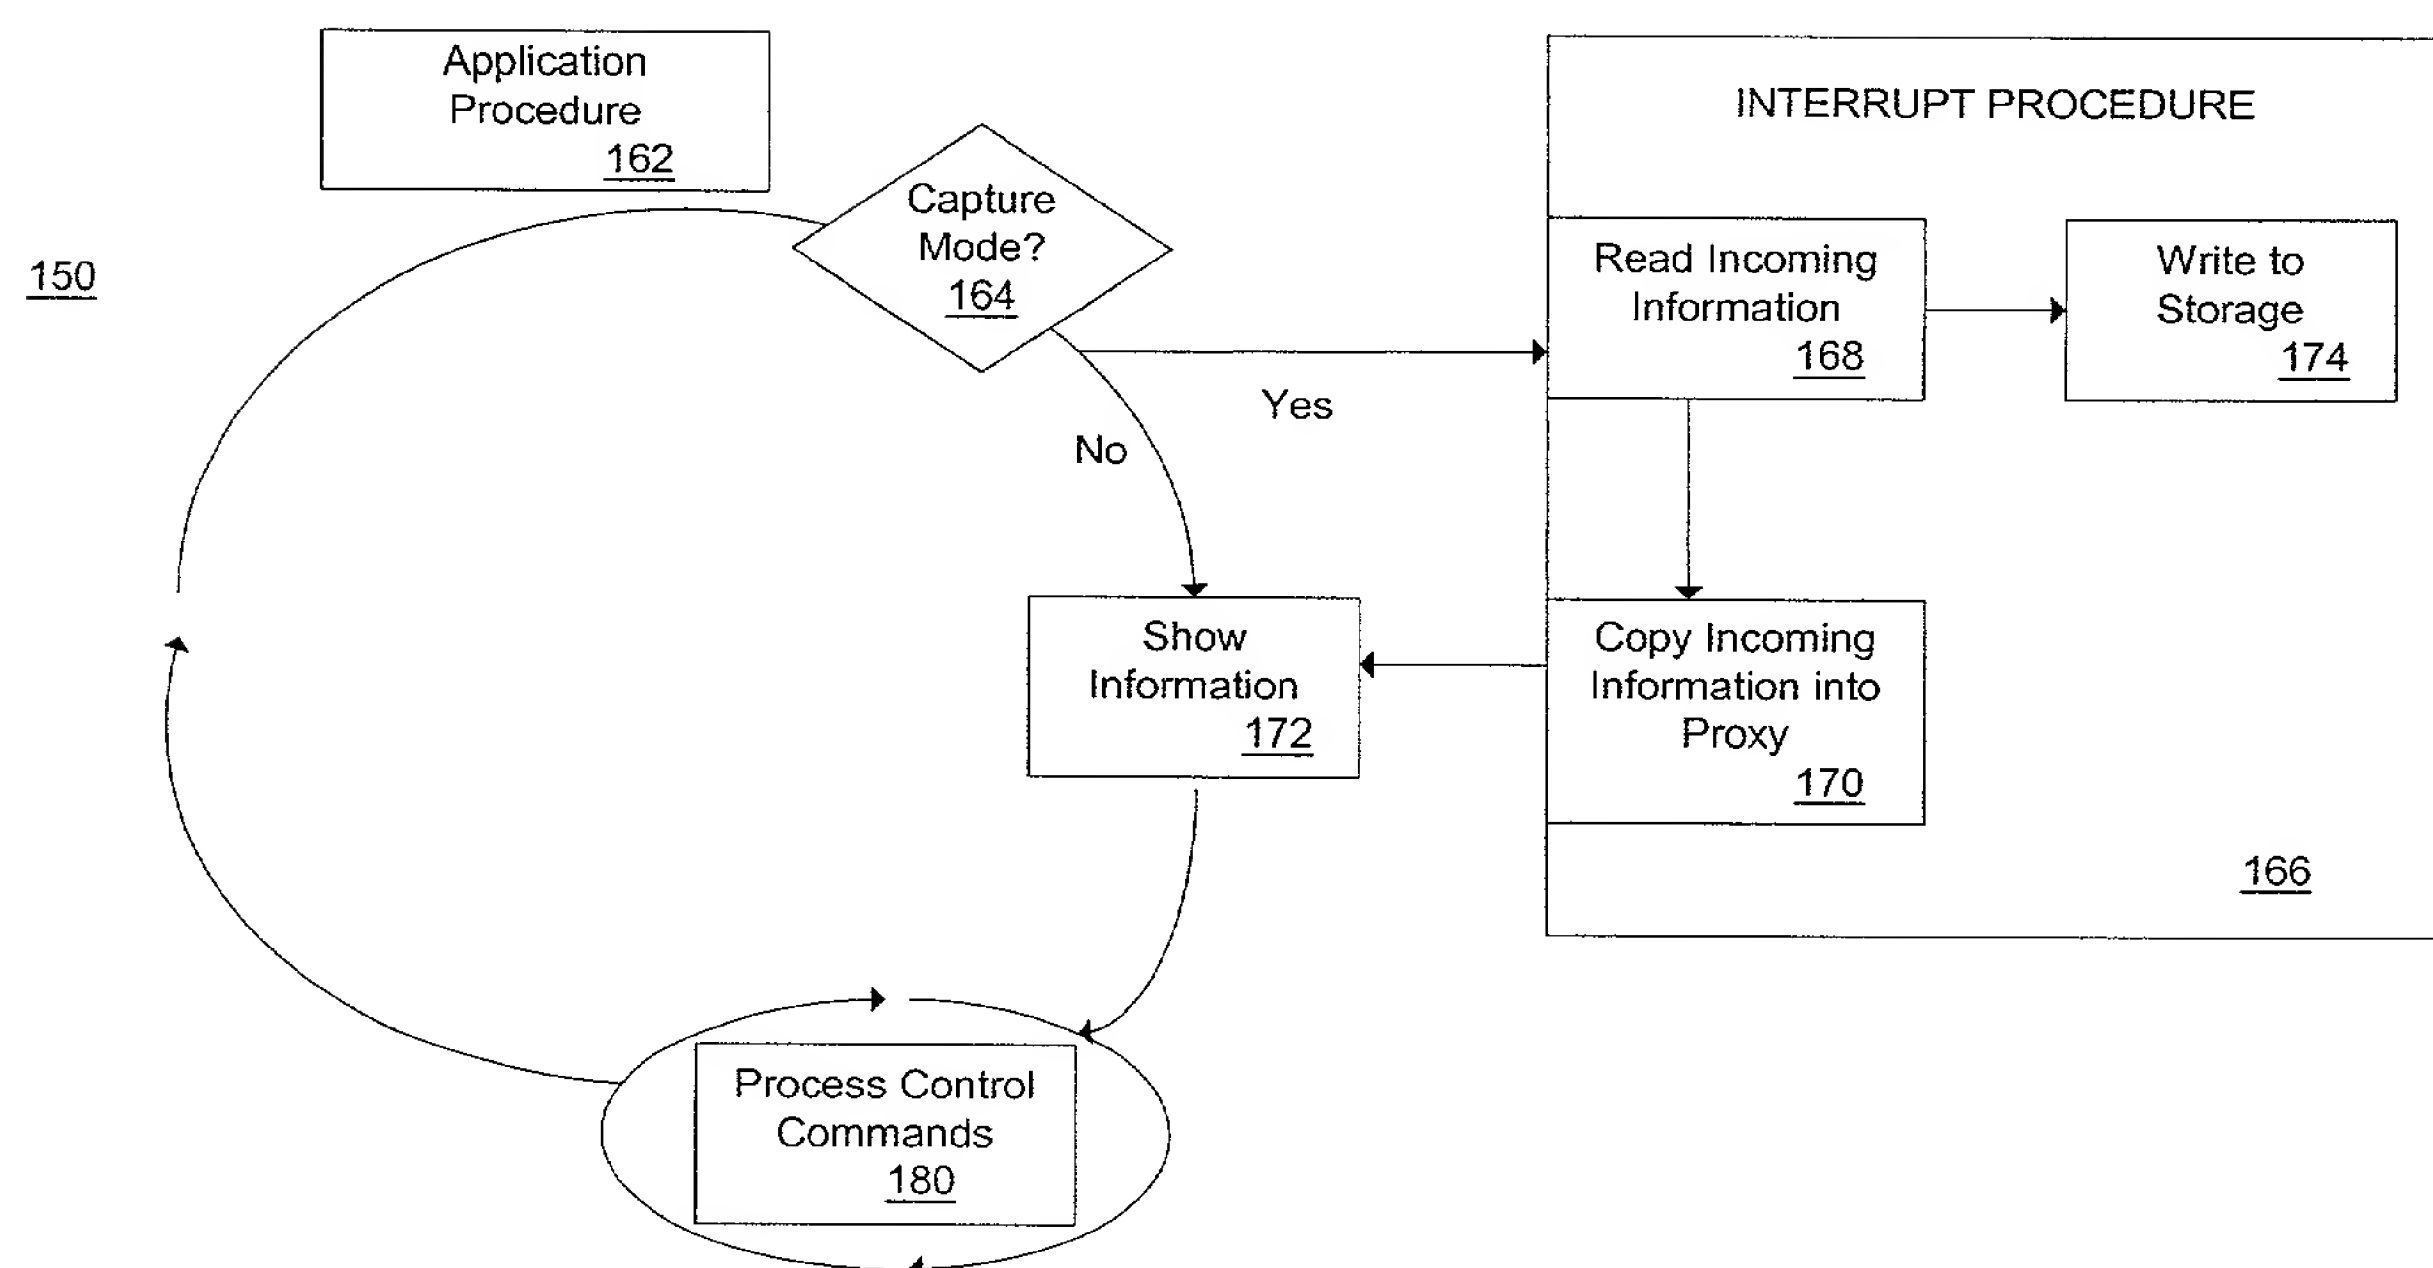 Application
Procedure
162
INTERRUPT PROCEDURE
150
Capture
Mode?
164
Read Incoming
Information
168
Write to
Storage
174
Yes
No
Show
Information
172
Copy Incoming
Information into
Proxy
170
166
Process Control
Commands
180